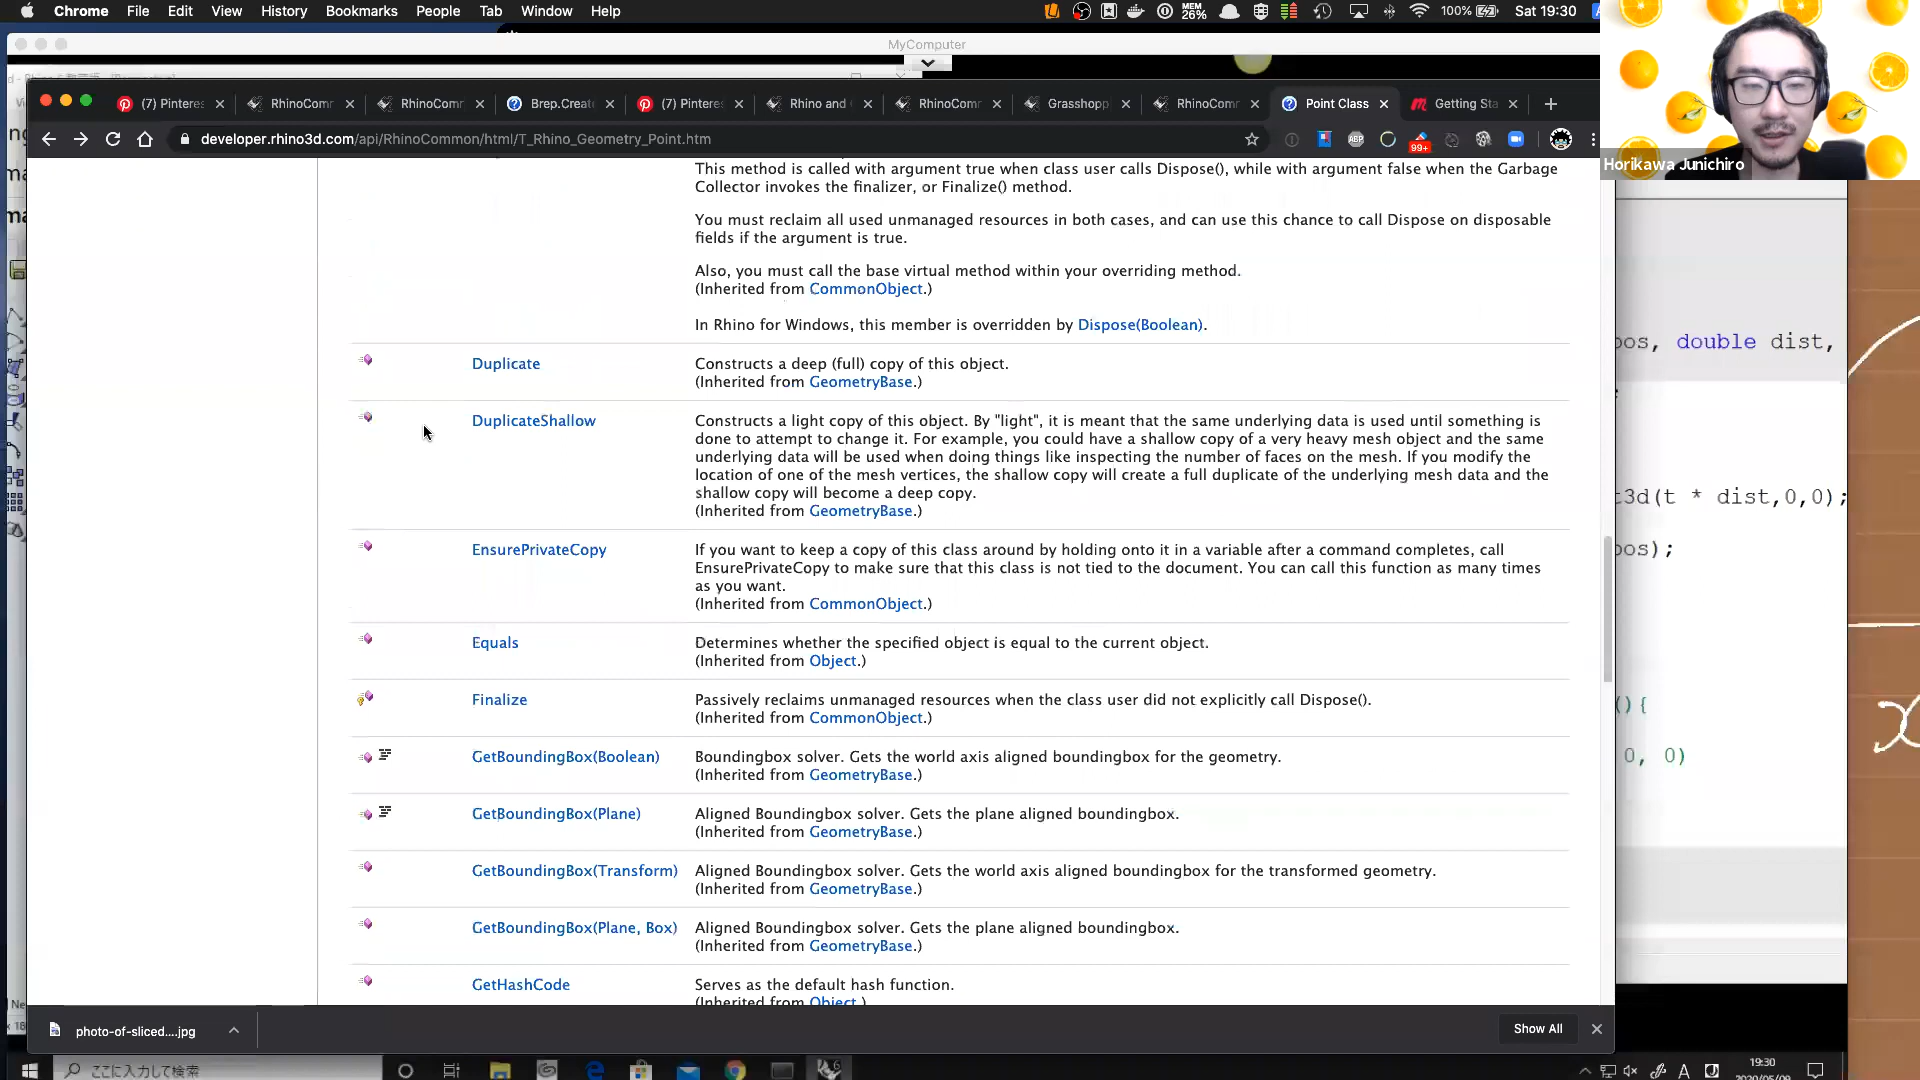 Chrome File Edit View History Bookmarks People Tab Window Help
MEM 26% 100% Sat 19:30
MyComputer
(7) Pinteres
RhinoComr
RhinoComr
Brep.Create
(7) Pinteres
Rhino and
RhinoComr
Grasshopp
RhinoComr
Point Class
Getting Sta
developer.rhino3d.com/api/RhinoCommon/html/T_Rhino_Geometry_Point.htm
ABP
99+
Horikawa Junichiro
This method is called with argument true when class user calls Dispose(), while with argument false when the Garbage
Collector invokes the finalizer, or Finalize() method.
You must reclaim all used unmanaged resources in both cases, and can use this chance to call Dispose on disposable
fields if the argument is true.
Also, you must call the base virtual method within your overriding method.
(Inherited from CommonObject.)
In Rhino for Windows, this member is overridden by Dispose(Boolean).
Duplicate
Constructs a deep (full) copy of this object.
(Inherited from GeometryBase.)
DuplicateShallow
Constructs a light copy of this object. By "light", it is meant that the same underlying data is used until something is
done to attempt to change it. For example, you could have a shallow copy of a very heavy mesh object and the same
underlying data will be used when doing things like inspecting the number of faces on the mesh. If you modify the
location of one of the mesh vertices, the shallow copy will create a full duplicate of the underlying mesh data and the
shallow copy will become a deep copy.
(Inherited from GeometryBase.)
EnsurePrivateCopy
If you want to keep a copy of this class around by holding onto it in a variable after a command completes, call
EnsurePrivateCopy to make sure that this class is not tied to the document. You can call this function as many times
as you want.
(Inherited from CommonObject.)
Equals
Determines whether the specified object is equal to the current object.
(Inherited from Object.)
Finalize
Passively reclaims unmanaged resources when the class user did not explicitly call Dispose().
(Inherited from CommonObject.)
GetBoundingBox(Boolean)
Boundingbox solver. Gets the world axis aligned boundingbox for the geometry.
(Inherited from GeometryBase.)
GetBoundingBox(Plane)
Aligned Boundingbox solver. Gets the plane aligned boundingbox.
(Inherited from GeometryBase.)
GetBoundingBox(Transform)
Aligned Boundingbox solver. Gets the world axis aligned boundingbox for the transformed geometry.
(Inherited from GeometryBase.)
GetBoundingBox(Plane, Box)
Aligned Boundingbox solver. Gets the plane aligned boundingbox.
(Inherited from GeometryBase.)
GetHashCode
Serves as the default hash function.
(Inherited from Object.)
pos, double dist,
t3d(t * dist,0,0);
pos);
(){
0, 0)
x
photo-of-sliced....jpg
Show All
ここに入力して検索
A
19:30
2020/05/09